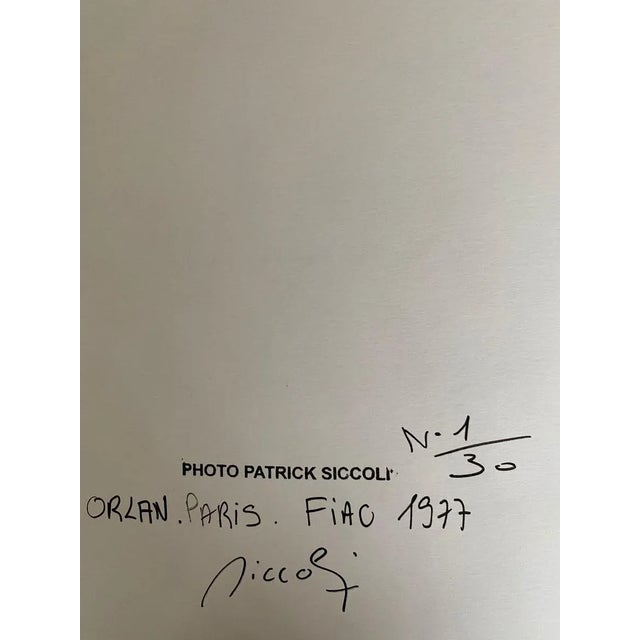 N. 1/30
PHOTO PATRICK SICCOLI
ORLAN. PARIS. FiAC 1977
Siccoli